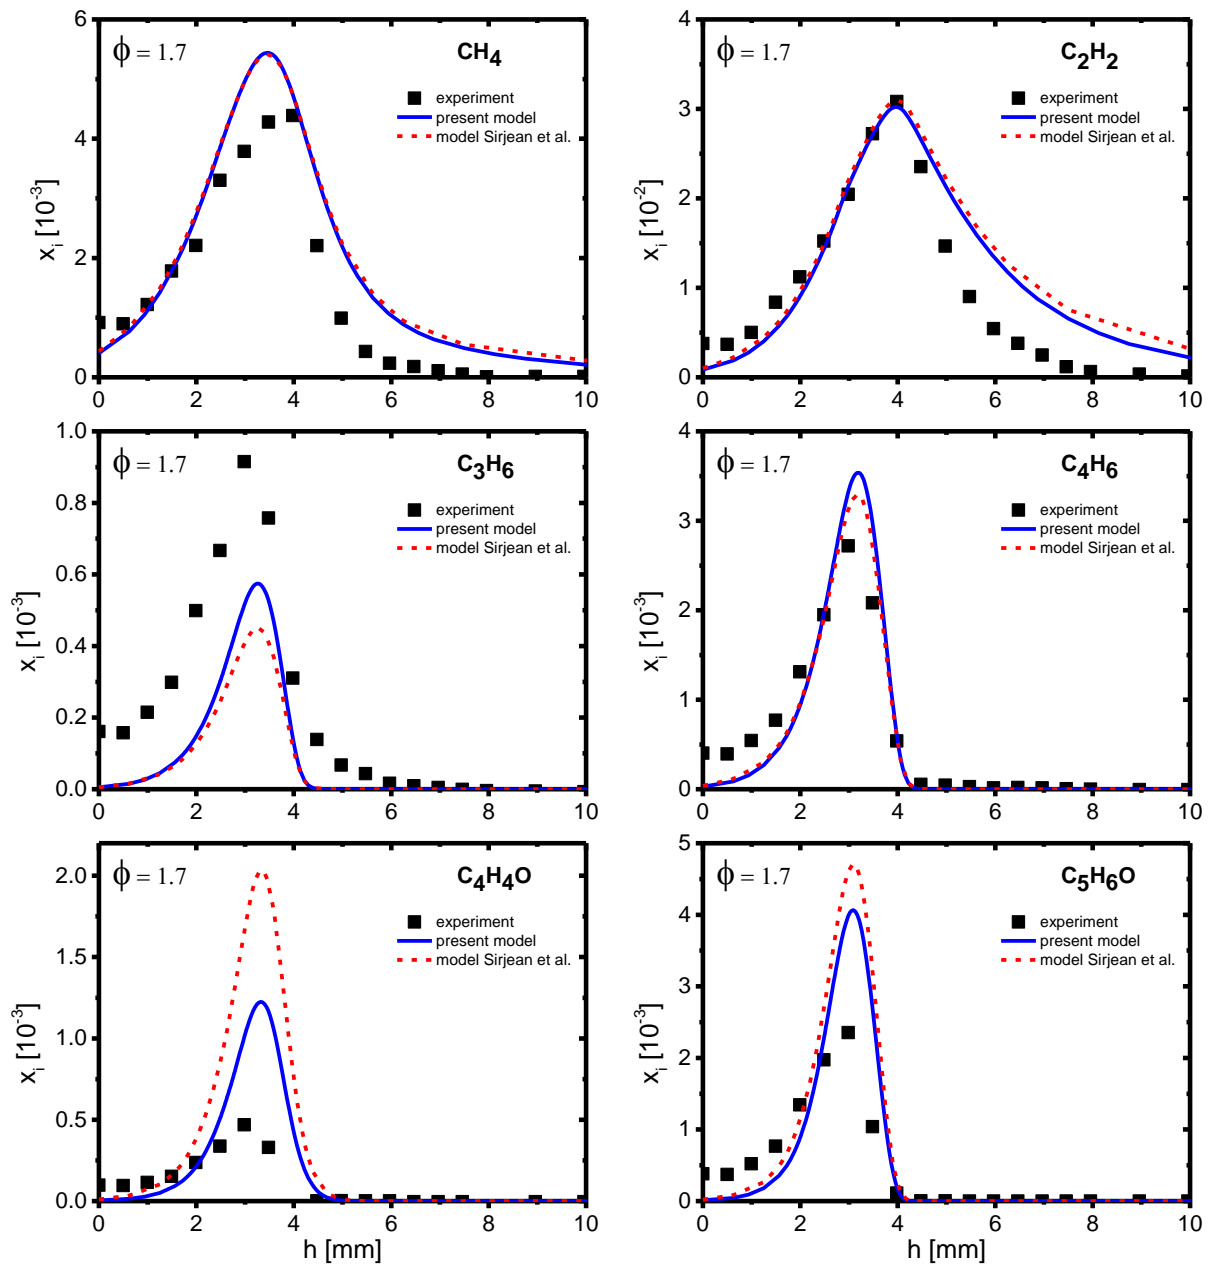 ϕ = 1.7
CH4
experiment
present model
model Sirjean et al.
xi [10-3]
6
4
2
0
0 2 4 6 8 10
ϕ = 1.7
C2H2
experiment
present model
model Sirjean et al.
xi [10-2]
4
3
2
1
0
0 2 4 6 8 10
ϕ = 1.7
C3H6
experiment
present model
model Sirjean et al.
xi [10-3]
1.0
0.8
0.6
0.4
0.2
0.0
0 2 4 6 8 10
ϕ = 1.7
C4H6
experiment
present model
model Sirjean et al.
xi [10-3]
4
3
2
1
0
0 2 4 6 8 10
ϕ = 1.7
C4H4O
experiment
present model
model Sirjean et al.
xi [10-3]
2.0
1.5
1.0
0.5
0.0
0 2 4 6 8 10
h [mm]
ϕ = 1.7
C5H6O
experiment
present model
model Sirjean et al.
xi [10-3]
5
4
3
2
1
0
0 2 4 6 8 10
h [mm]